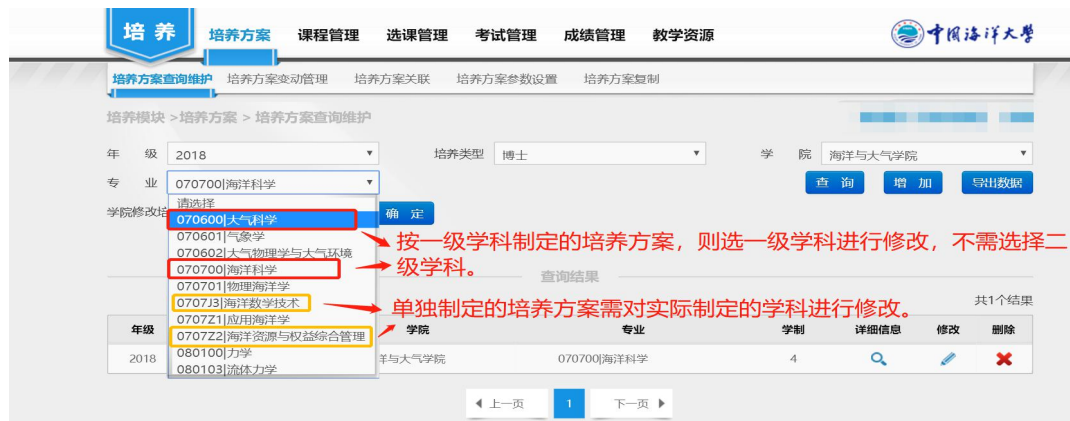 培 养 培养方案 课程管理 选课管理 考试管理 成绩管理 教学资源 中国海洋大学
培养方案查询维护 培养方案变动管理 培养方案关联 培养方案参数设置 培养方案复制
培养模块 >培养方案 > 培养方案查询维护
年 级 2018 培养类型 博士 学 院 海洋与大气学院
专 业 070700|海洋科学 查 询 增 加 导出数据
请选择
学院修改培 070600|大气科学 确 定
070601|气象学
070602|大气物理学与大气环境
070700|海洋科学
070701|物理海洋学
0707J3|海洋数学技术
0707Z1|应用海洋学
0707Z2|海洋资源与权益综合管理
080100|力学
080103|流体力学
按一级学科制定的培养方案，则选一级学科进行修改，不需选择二
级学科。
查询结果
单独制定的培养方案需对实际制定的学科进行修改。
共1个结果
年级 学院 专业 学制 详细信息 修改 删除
2018 洋与大气学院 070700|海洋科学 4
上一页 1 下一页